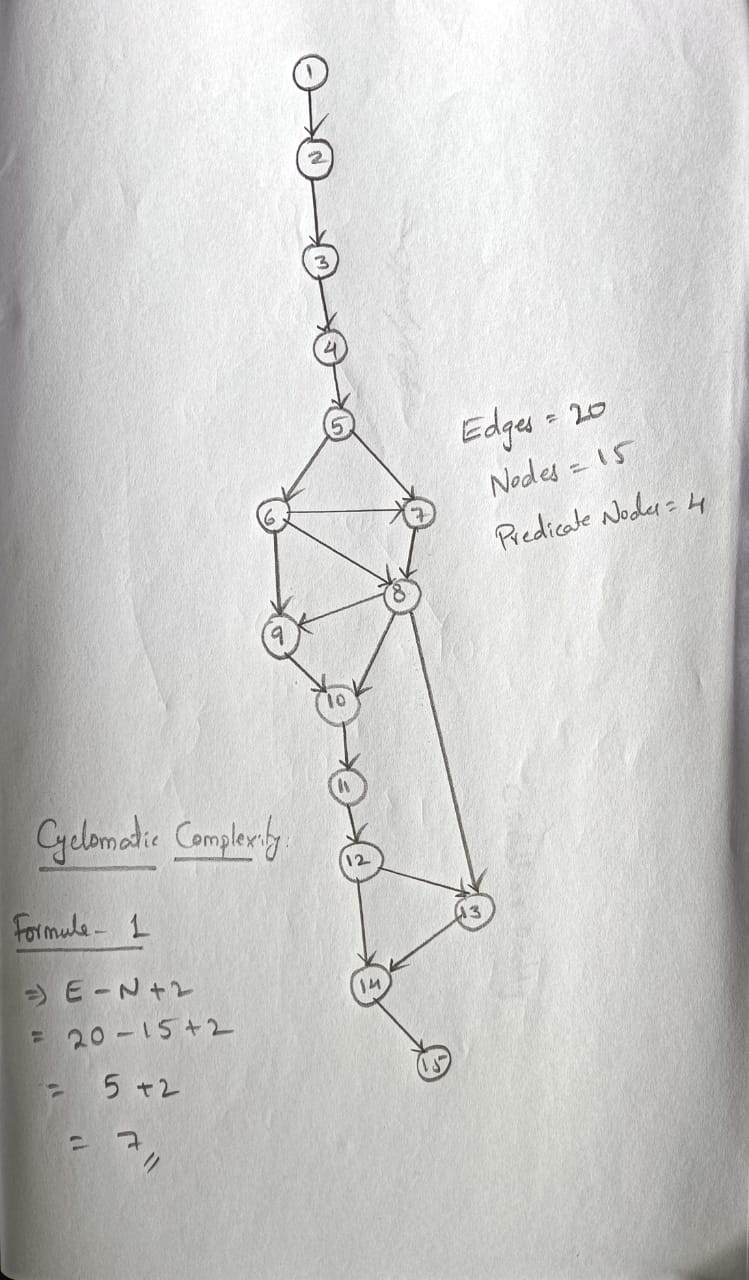 1
2
3
4
5
6
7
8
9
10
11
12
13
14
15
Edges = 20
Nodes = 15
Predicate Nodes = 4
Cyclomatic Complexity:
Formule - 1
⇒ E - N + 2
= 20 - 15 + 2
= 5 + 2
= 7